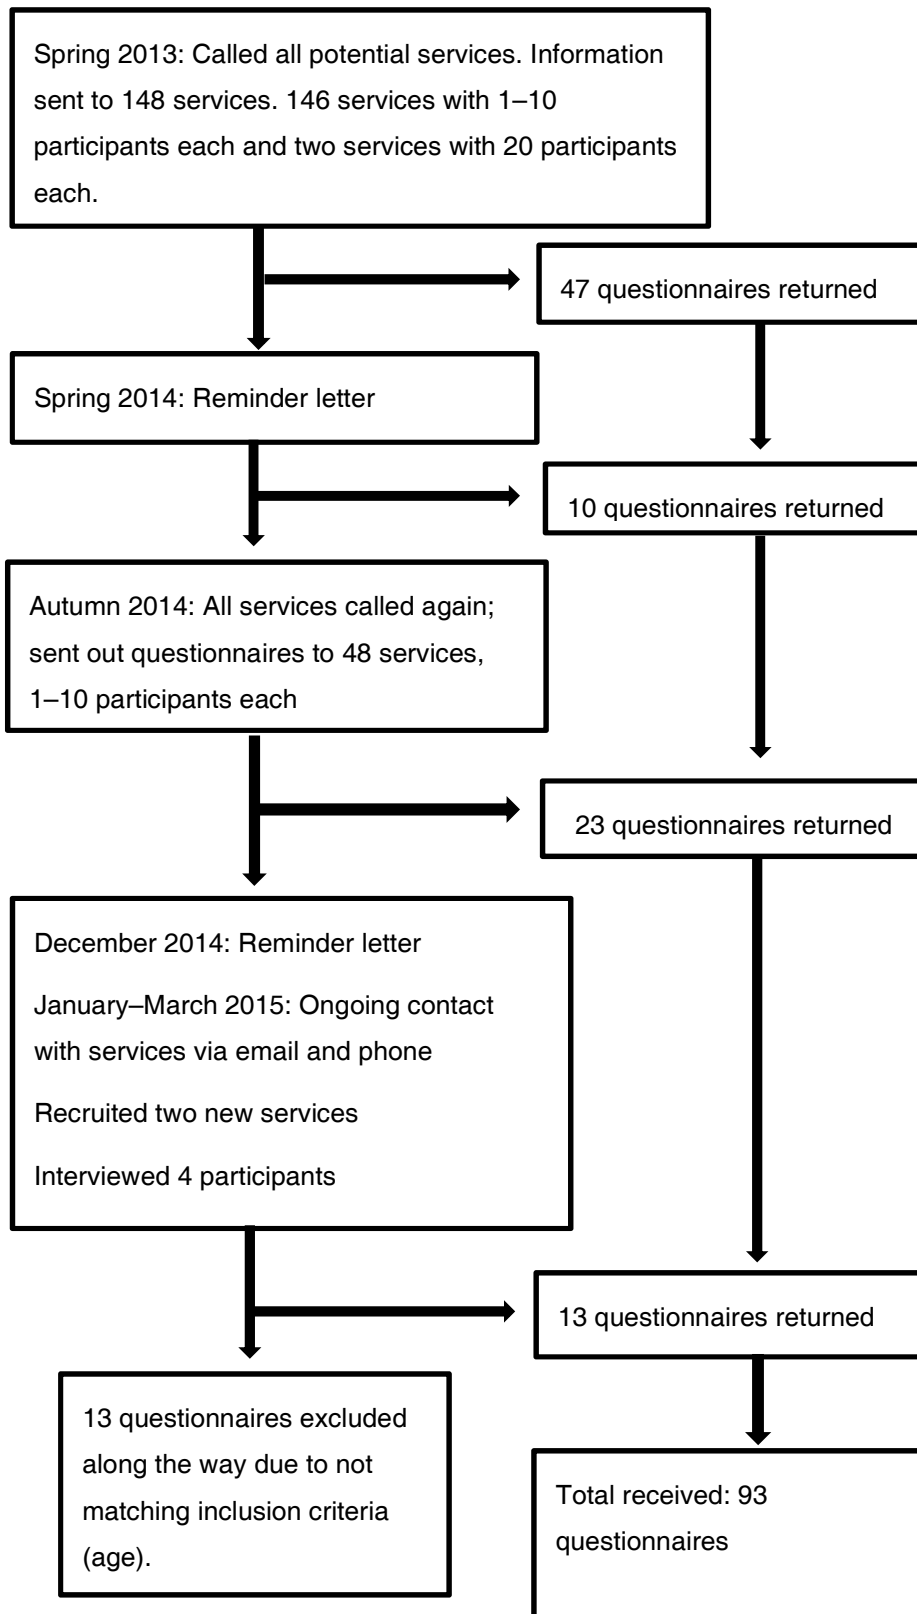 Spring 2013: Called all potential services. Information
sent to 148 services. 146 services with 1–10
participants each and two services with 20 participants
each.
47 questionnaires returned
Spring 2014: Reminder letter
10 questionnaires returned
Autumn 2014: All services called again;
sent out questionnaires to 48 services,
1–10 participants each
23 questionnaires returned
December 2014: Reminder letter
January–March 2015: Ongoing contact
with services via email and phone
Recruited two new services
Interviewed 4 participants
13 questionnaires returned
13 questionnaires excluded
along the way due to not
matching inclusion criteria
(age).
Total received: 93
questionnaires